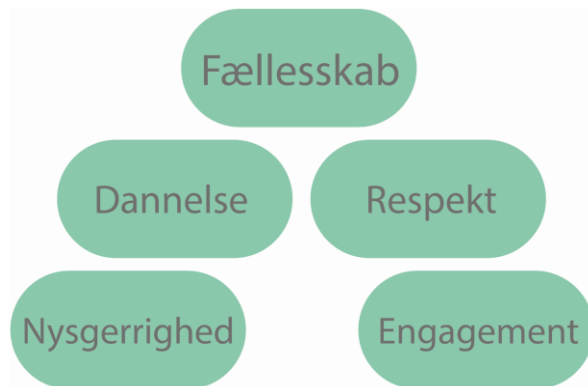 Fællesskab
Dannelse
Respekt
Nysgerrighed
Engagement